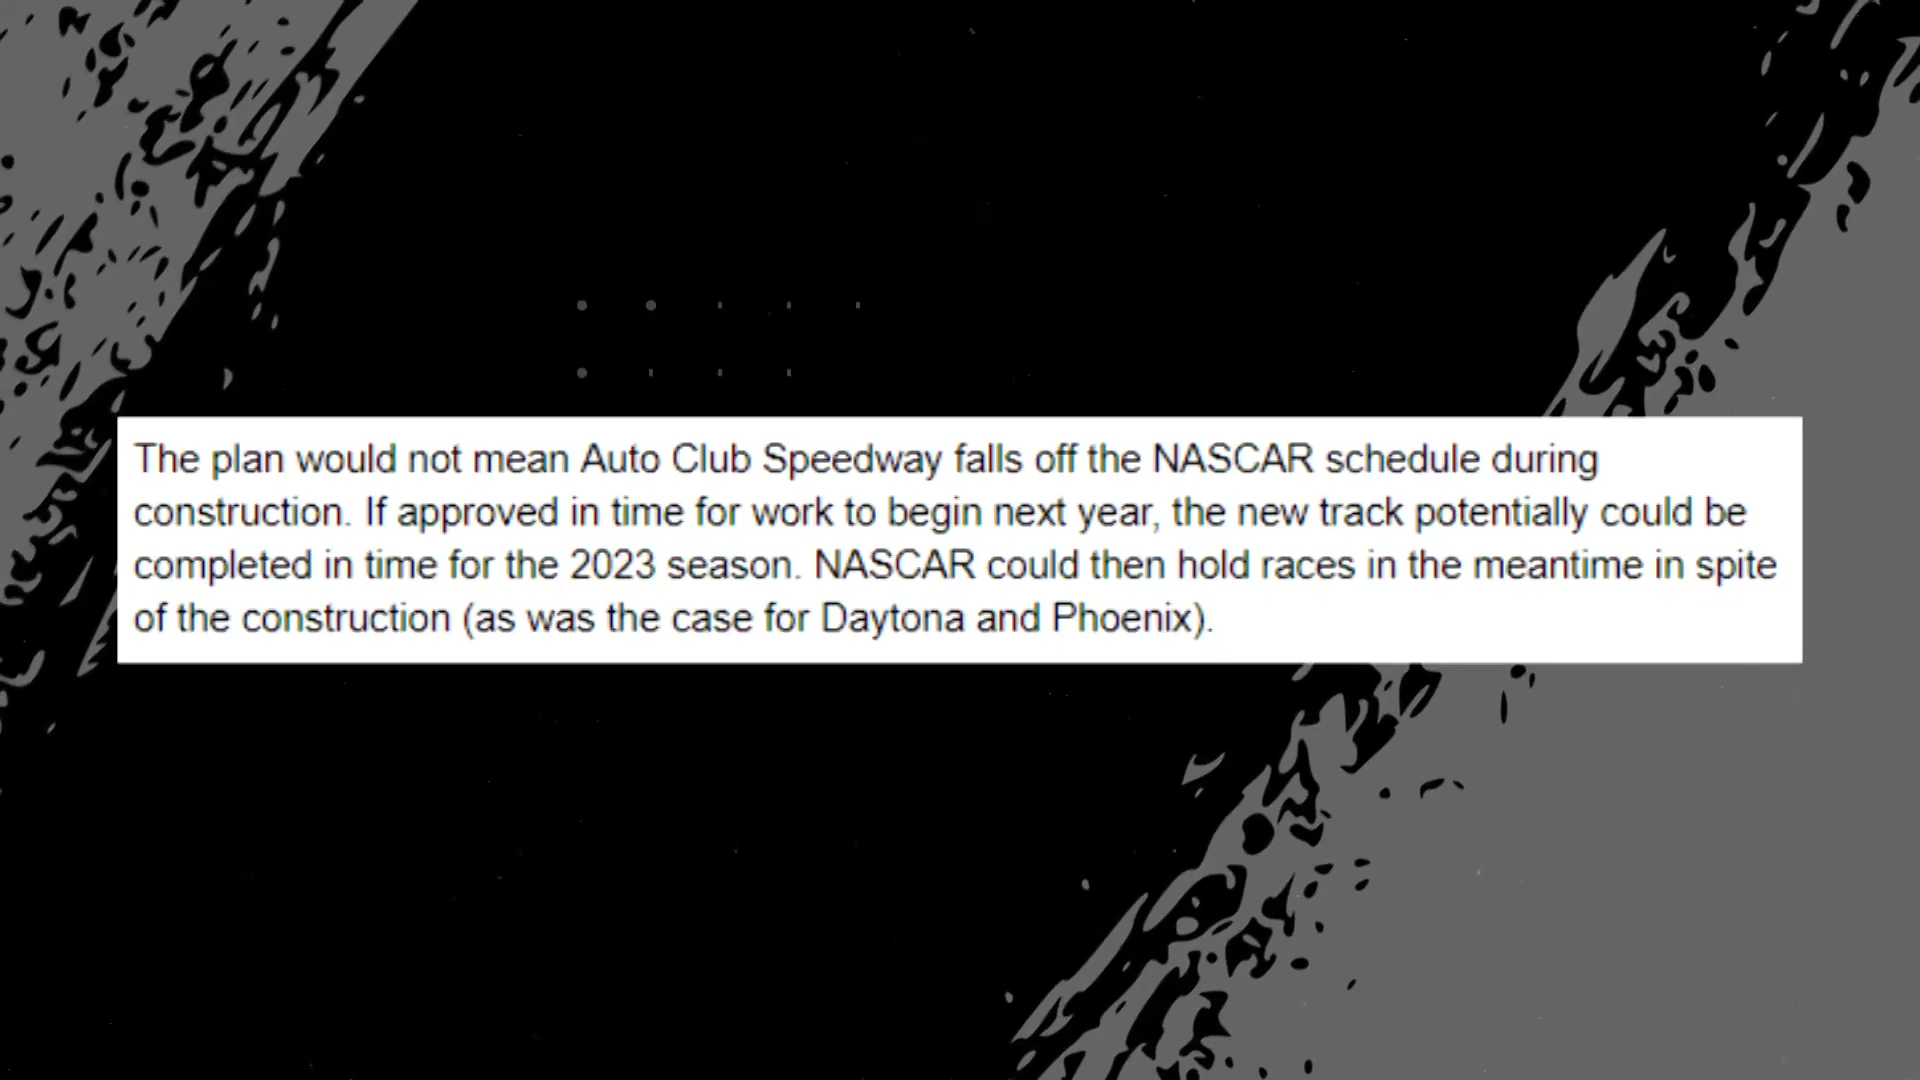 The plan would not mean Auto Club Speedway falls off the NASCAR schedule during
construction. If approved in time for work to begin next year, the new track potentially could be
completed in time for the 2023 season. NASCAR could then hold races in the meantime in spite
of the construction (as was the case for Daytona and Phoenix).